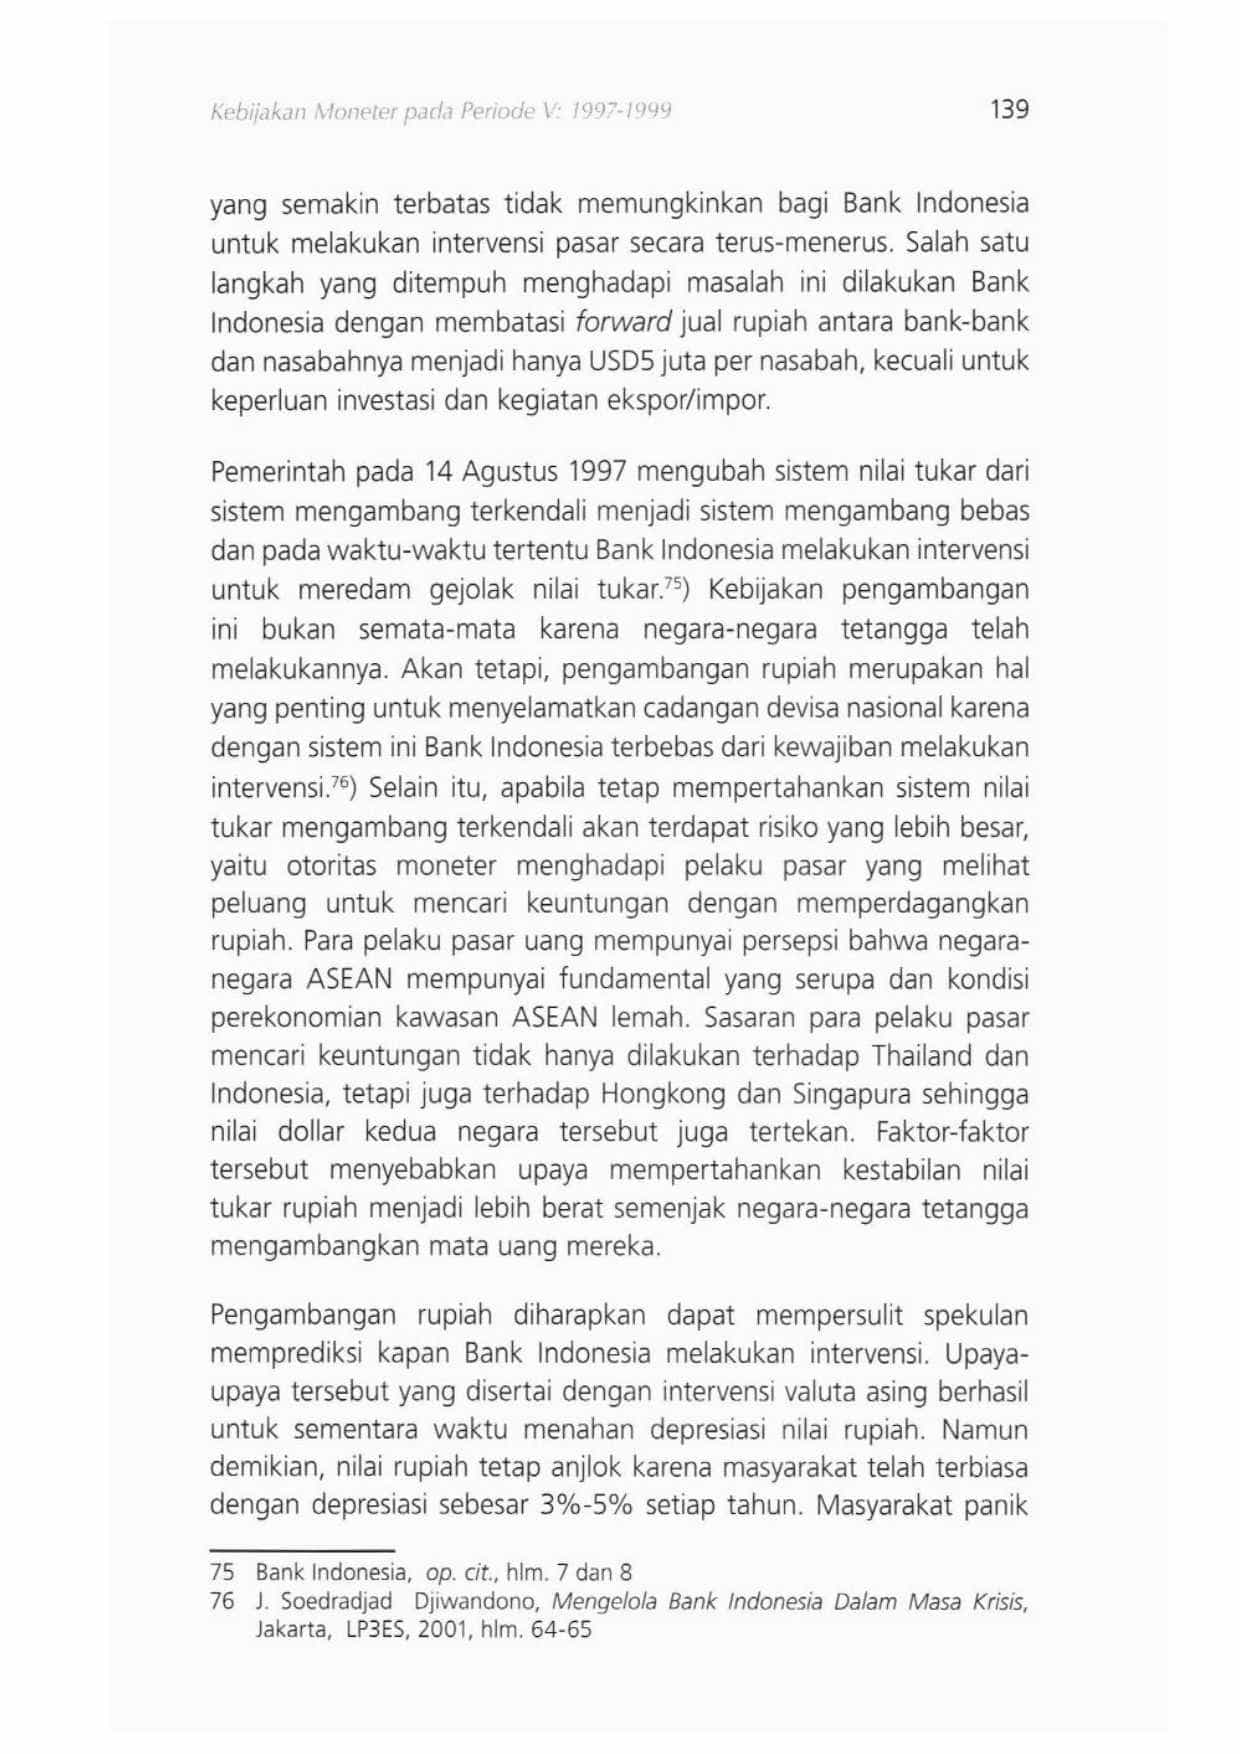 Kebijakan Moneter pada Periode V: 1997-1999 139
yang semakin terbatas tidak memungkinkan bagi Bank Indonesia
untuk melakukan intervensi pasar secara terus-menerus. Salah satu
langkah yang ditempuh menghadapi masalah ini dilakukan Bank
Indonesia dengan membatasi forward jual rupiah antara bank-bank
dan nasabahnya menjadi hanya USD5 juta per nasabah, kecuali untuk
keperluan investasi dan kegiatan ekspor/impor.
Pemerintah pada 14 Agustus 1997 mengubah sistem nilai tukar dari
sistem mengambang terkendali menjadi sistem mengambang bebas
dan pada waktu-waktu tertentu Bank Indonesia melakukan intervensi
untuk meredam gejolak nilai tukar.⁷⁵) Kebijakan pengambangan
ini bukan semata-mata karena negara-negara tetangga telah
melakukannya. Akan tetapi, pengambangan rupiah merupakan hal
yang penting untuk menyelamatkan cadangan devisa nasional karena
dengan sistem ini Bank Indonesia terbebas dari kewajiban melakukan
intervensi.⁷⁶) Selain itu, apabila tetap mempertahankan sistem nilai
tukar mengambang terkendali akan terdapat risiko yang lebih besar,
yaitu otoritas moneter menghadapi pelaku pasar yang melihat
peluang untuk mencari keuntungan dengan memperdagangkan
rupiah. Para pelaku pasar uang mempunyai persepsi bahwa negara-
negara ASEAN mempunyai fundamental yang serupa dan kondisi
perekonomian kawasan ASEAN lemah. Sasaran para pelaku pasar
mencari keuntungan tidak hanya dilakukan terhadap Thailand dan
Indonesia, tetapi juga terhadap Hongkong dan Singapura sehingga
nilai dollar kedua negara tersebut juga tertekan. Faktor-faktor
tersebut menyebabkan upaya mempertahankan kestabilan nilai
tukar rupiah menjadi lebih berat semenjak negara-negara tetangga
mengambangkan mata uang mereka.
Pengambangan rupiah diharapkan dapat mempersulit spekulan
memprediksi kapan Bank Indonesia melakukan intervensi. Upaya-
upaya tersebut yang disertai dengan intervensi valuta asing berhasil
untuk sementara waktu menahan depresiasi nilai rupiah. Namun
demikian, nilai rupiah tetap anjlok karena masyarakat telah terbiasa
dengan depresiasi sebesar 3%-5% setiap tahun. Masyarakat panik
75 Bank Indonesia, op. cit., hlm. 7 dan 8
76 J. Soedradjad Djiwandono, Mengelola Bank Indonesia Dalam Masa Krisis,
Jakarta, LP3ES, 2001, hlm. 64-65